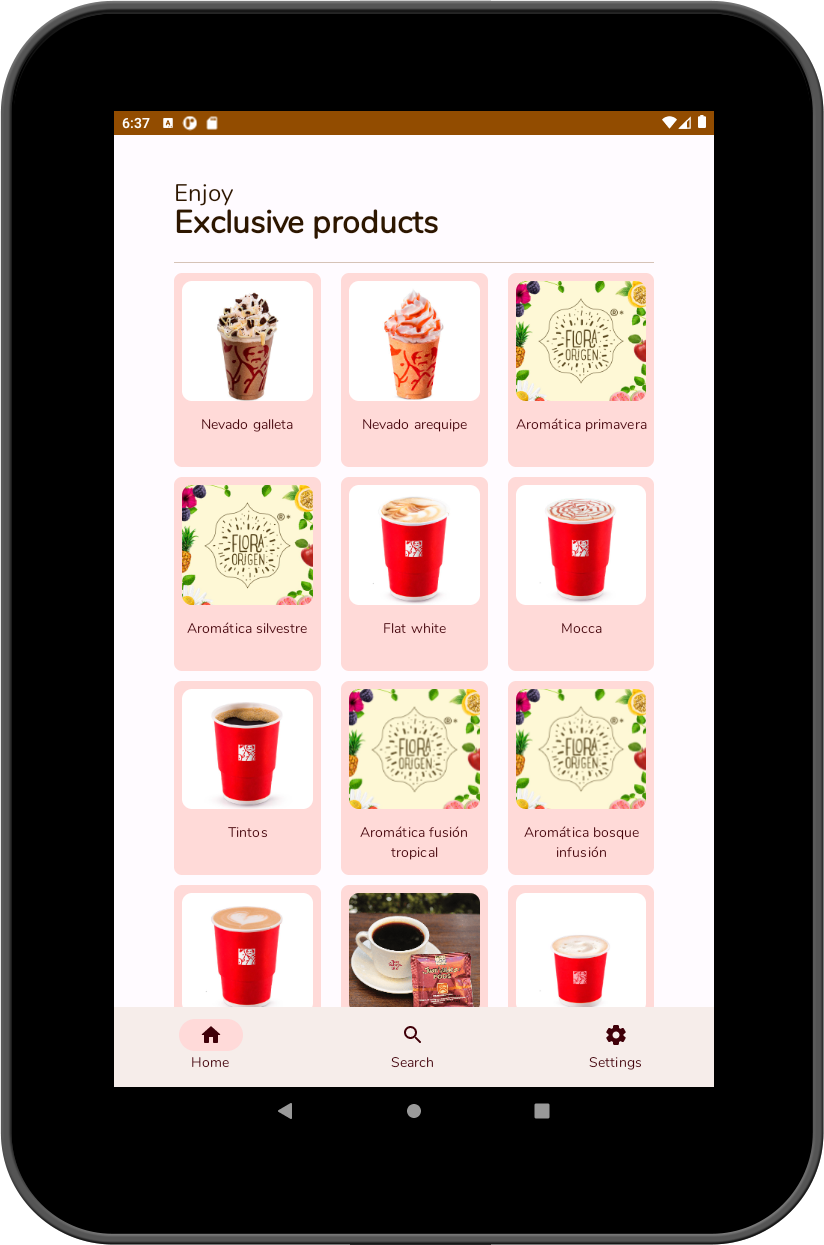 6:37
Enjoy
Exclusive products
Nevado galleta
Nevado arequipe
FLORA
ORIGEN
®
Aromática primavera
FLORA
ORIGEN
®
Aromática silvestre
Flat white
Mocca
Tintos
FLORA
ORIGEN
®
Aromática fusión
tropical
FLORA
ORIGEN
®
Aromática bosque
infusión
Home
Search
Settings